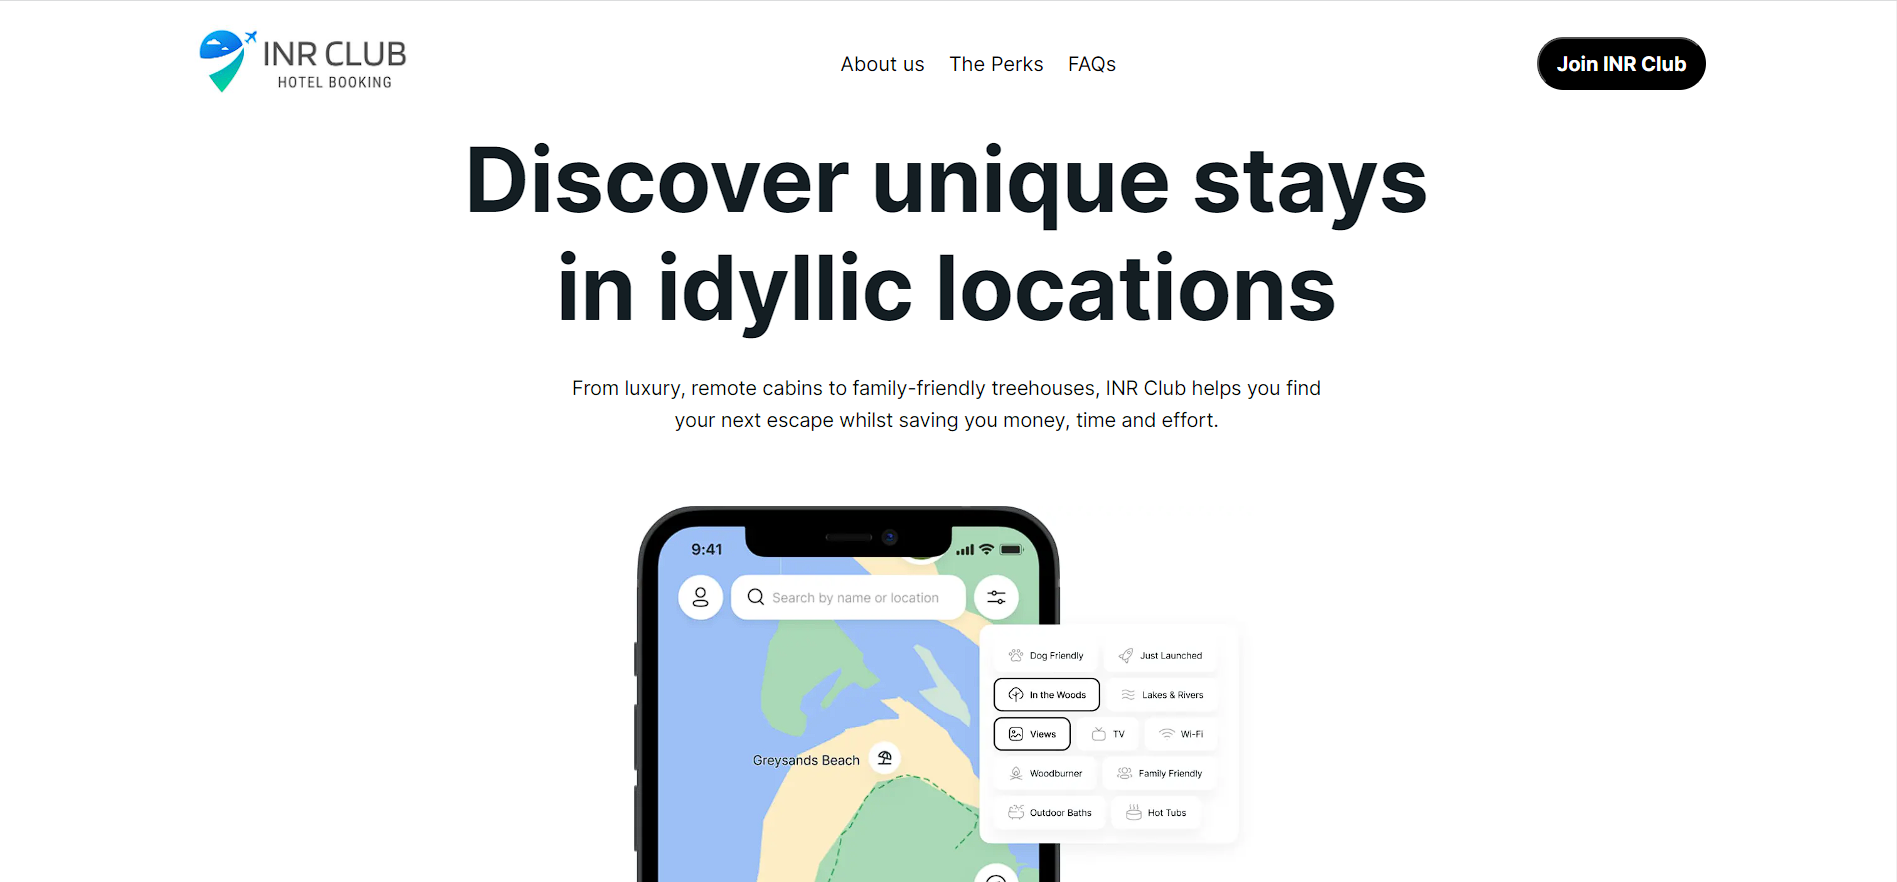 INR CLUB
HOTEL BOOKING
About us The Perks FAQs
Join INR Club
Discover unique stays
in idyllic locations
From luxury, remote cabins to family-friendly treehouses, INR Club helps you find
your next escape whilst saving you money, time and effort.
9:41
Search by name or location
Dog Friendly Just Launched
In the Woods Lakes & Rivers
Views TV Wi-Fi
Greysands Beach
Woodburner Family Friendly
Outdoor Baths Hot Tubs